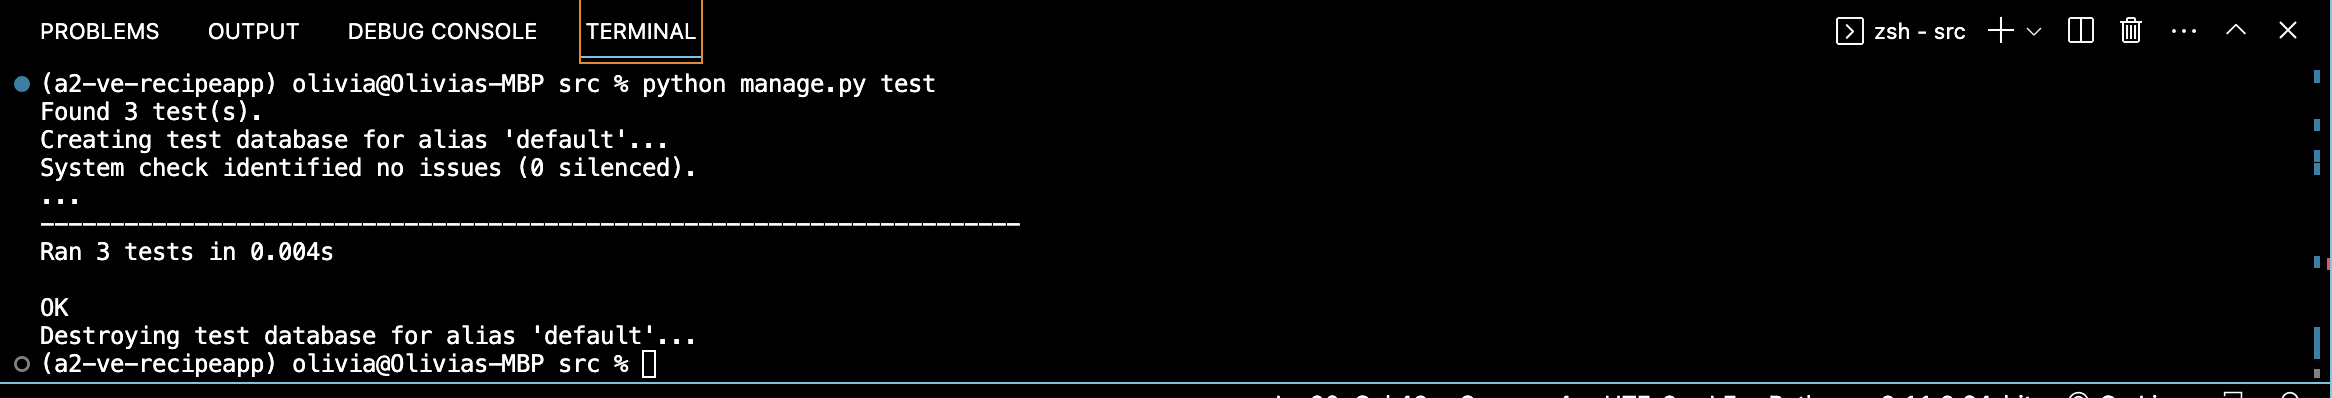 PROBLEMS OUTPUT DEBUG CONSOLE TERMINAL zsh - src
(a2-ve-recipeapp) olivia@Olivias-MBP src % python manage.py test
Found 3 test(s).
Creating test database for alias 'default'...
System check identified no issues (0 silenced).
...
----------------------------------------------------------------------
Ran 3 tests in 0.004s
OK
Destroying test database for alias 'default'...
(a2-ve-recipeapp) olivia@Olivias-MBP src %